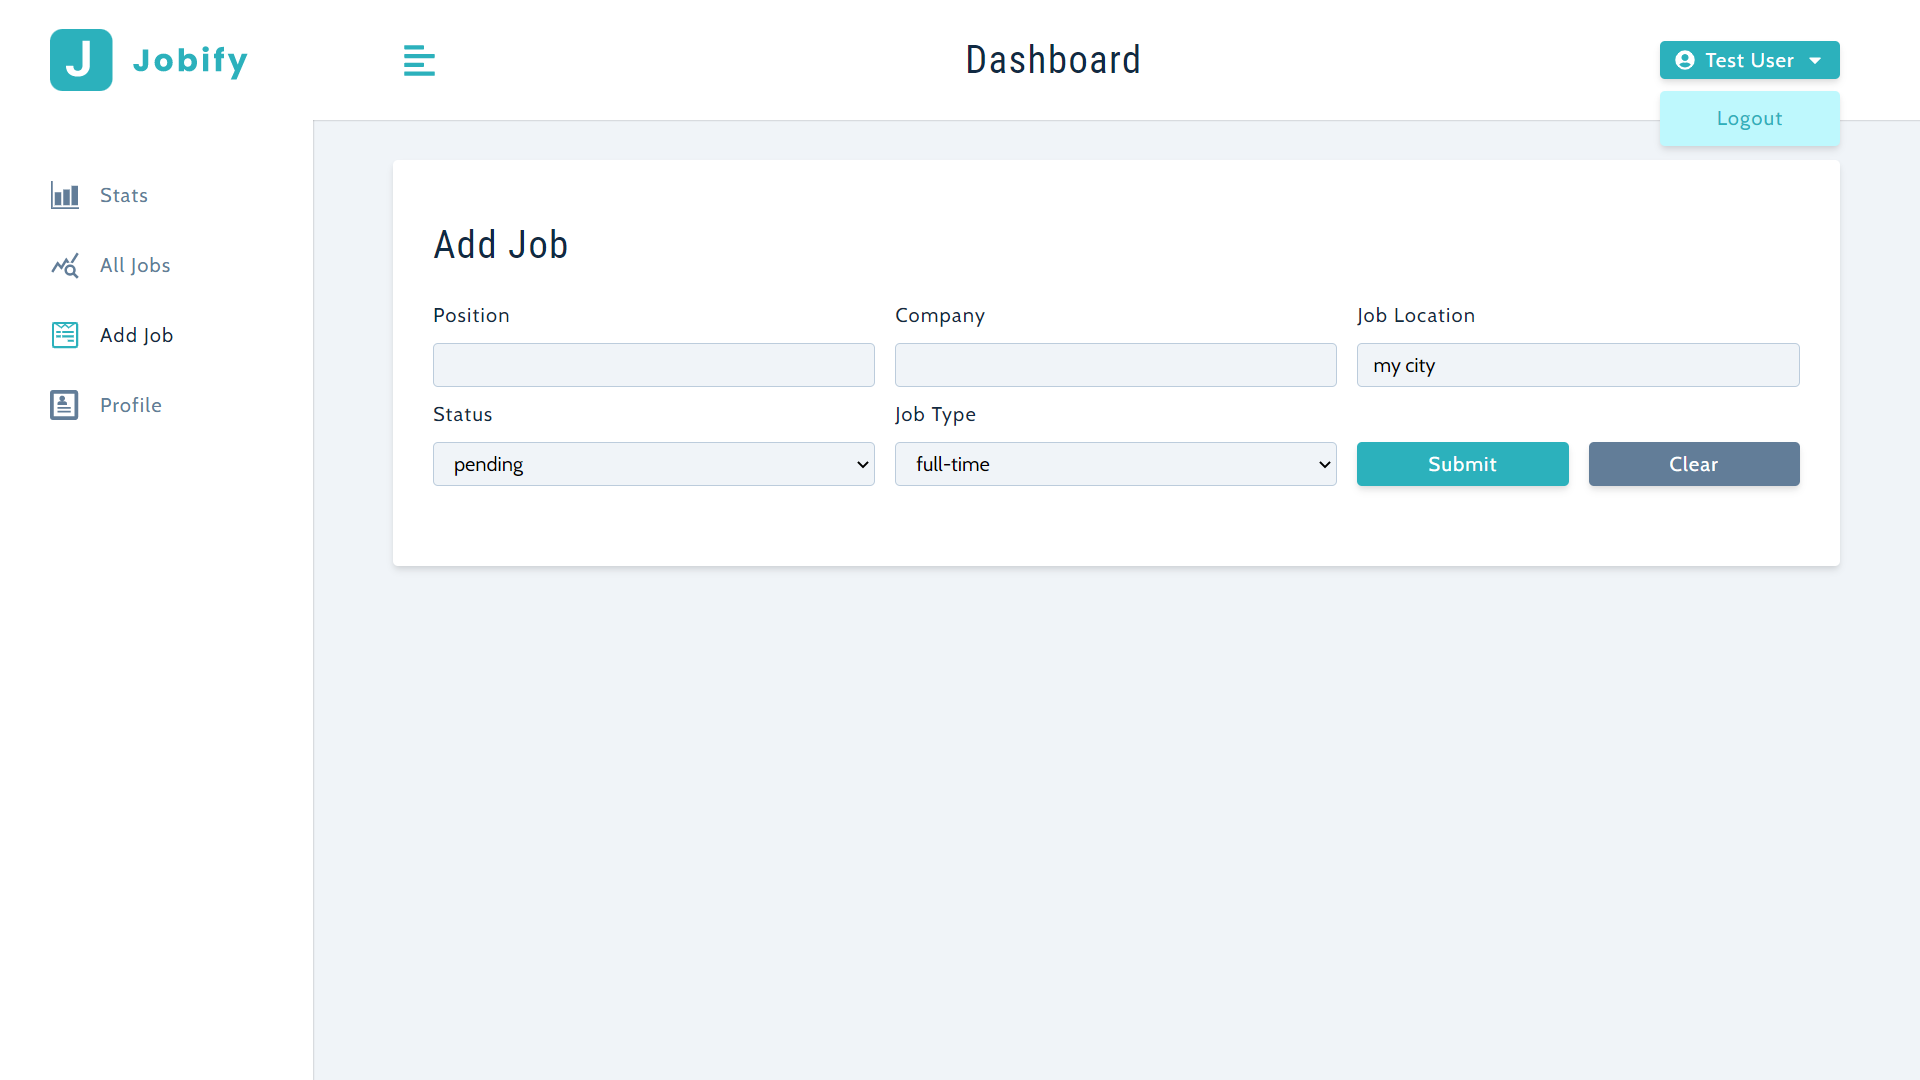 J Jobify
Dashboard
Test User
Logout
Stats
All Jobs
Add Job
Profile
Add Job
Position
Company
Job Location
my city
Status
Job Type
pending
full-time
Submit
Clear